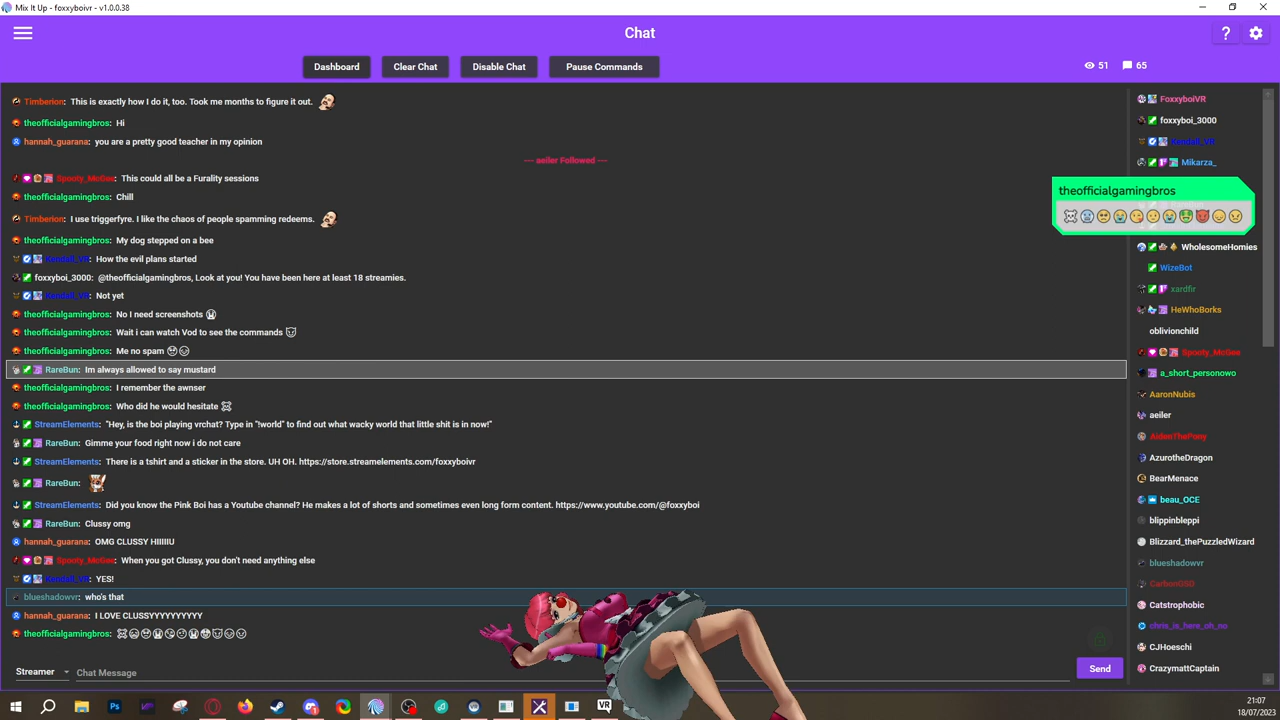 Mix It Up - foxxyboivr - v1.0.0.38
Chat
?
Dashboard
Clear Chat
Disable Chat
Pause Commands
51
65
Timberion: This is exactly how I do it, too. Took me months to figure it out.
theofficialgamingbros: Hi
hannah_guarana: you are a pretty good teacher in my opinion
--- aeiler Followed ---
Spooty_McGee: This could all be a Furality sessions
theofficialgamingbros: Chill
Timberion: I use triggerfyre. I like the chaos of people spamming redeems.
theofficialgamingbros: My dog stepped on a bee
Kendall_VR: How the evil plans started
foxxyboi_3000: @theofficialgamingbros, Look at you! You have been here at least 18 streamies.
Kendall_VR: Not yet
theofficialgamingbros: No I need screenshots
theofficialgamingbros: Wait i can watch Vod to see the commands
theofficialgamingbros: Me no spam
RareBun: Im always allowed to say mustard
theofficialgamingbros: I remember the awnser
theofficialgamingbros: Who did he would hesitate
StreamElements: "Hey, is the boi playing vrchat? Type in "!world" to find out what wacky world that little shit is in now!"
RareBun: Gimme your food right now i do not care
StreamElements: There is a tshirt and a sticker in the store. UH OH. https://store.streamelements.com/foxxyboivr
RareBun:
StreamElements: Did you know the Pink Boi has a Youtube channel? He makes a lot of shorts and sometimes even long form content. https://www.youtube.com/@foxxyboi
RareBun: Clussy omg
hannah_guarana: OMG CLUSSY HIIIIIU
Spooty_McGee: When you got Clussy, you don't need anything else
Kendall_VR: YES!
blueshadowvr: who's that
hannah_guarana: I LOVE CLUSSYYYYYYYYYY
theofficialgamingbros:
Streamer
Chat Message
Send
FoxxyboiVR
foxxyboi_3000
Kendall_VR
Mikarza_
theofficialgamingbros
WholesomeHomies
WizeBot
xardfir
HeWhoBorks
oblivionchild
Spooty_McGee
a_short_personowo
AaronNubis
aeiler
AidenThePony
AzurotheDragon
BearMenace
beau_OCE
blippinbleppi
Blizzard_thePuzzledWizard
blueshadowvr
CarbonGSD
Catstrophobic
chris_is_here_oh_no
CJHoeschi
CrazymattCaptain
Ps
VR
21:07
18/07/2023